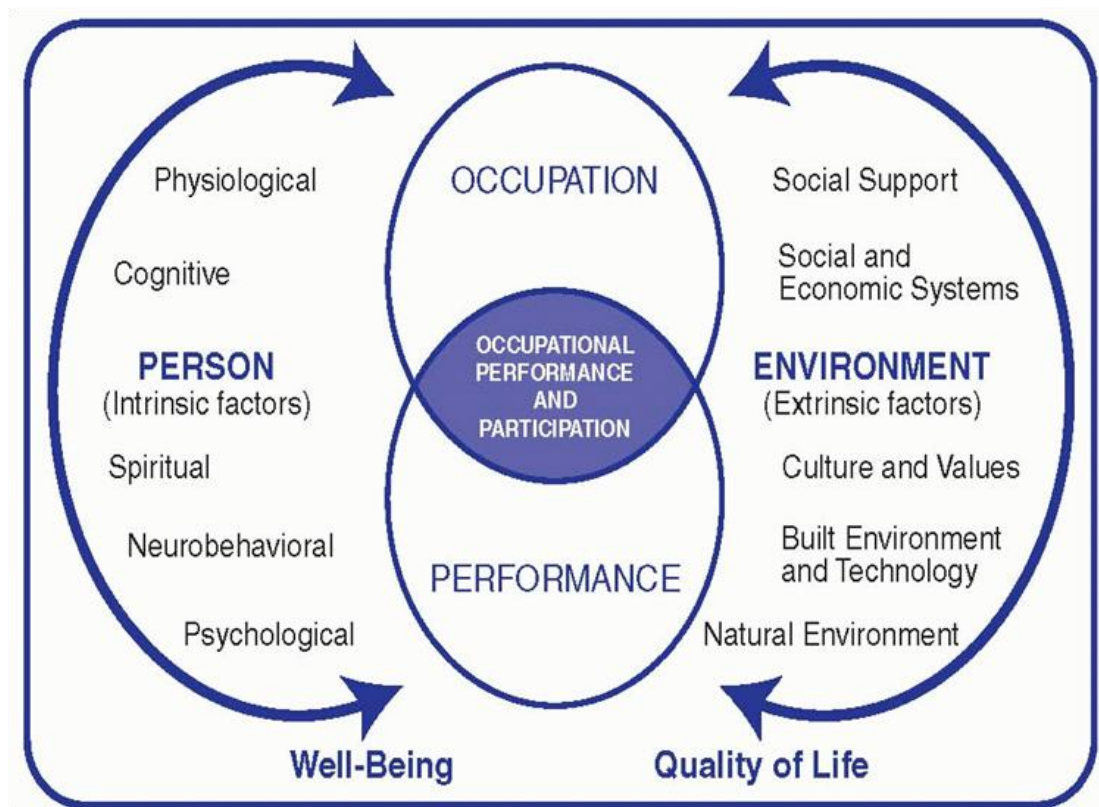 Physiological
Cognitive
PERSON
(Intrinsic factors)
Spiritual
Neurobehavioral
Psychological
OCCUPATION
OCCUPATIONAL
PERFORMANCE
AND
PARTICIPATION
PERFORMANCE
Social Support
Social and
Economic Systems
ENVIRONMENT
(Extrinsic factors)
Culture and Values
Built Environment
and Technology
Natural Environment
Well-Being
Quality of Life